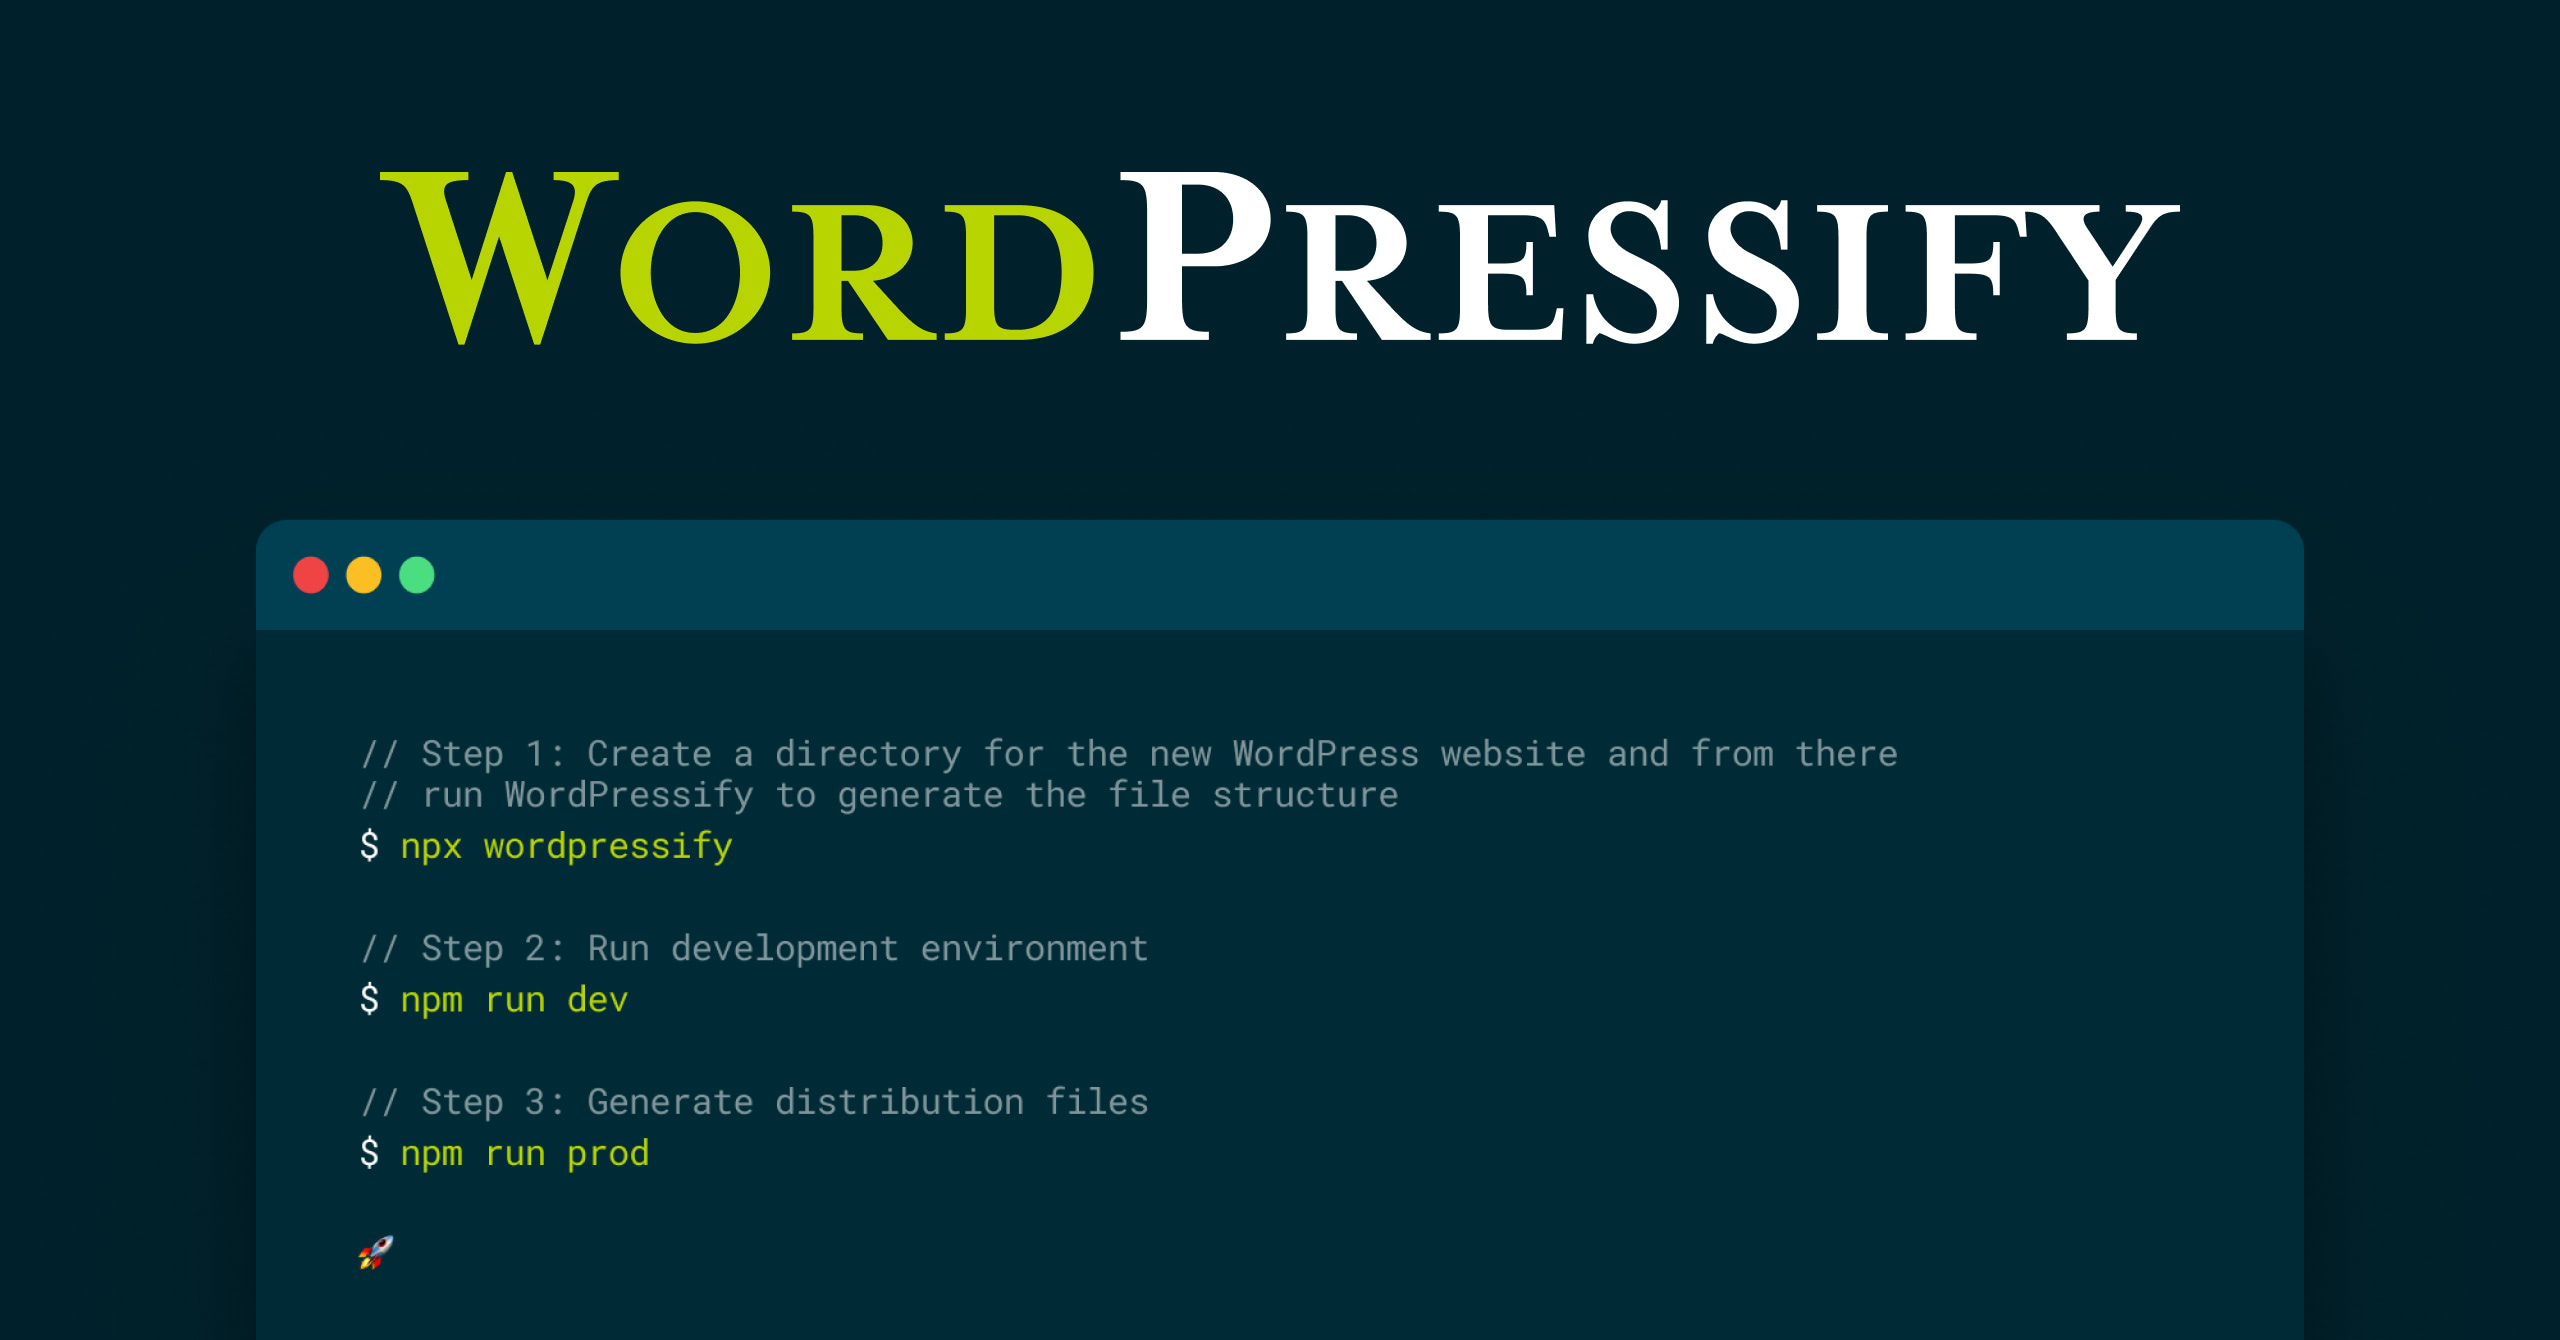 WordPressify
// Step 1: Create a directory for the new WordPress website and from there
// run WordPressify to generate the file structure
$ npx wordpressify
// Step 2: Run development environment
$ npm run dev
// Step 3: Generate distribution files
$ npm run prod
🚀